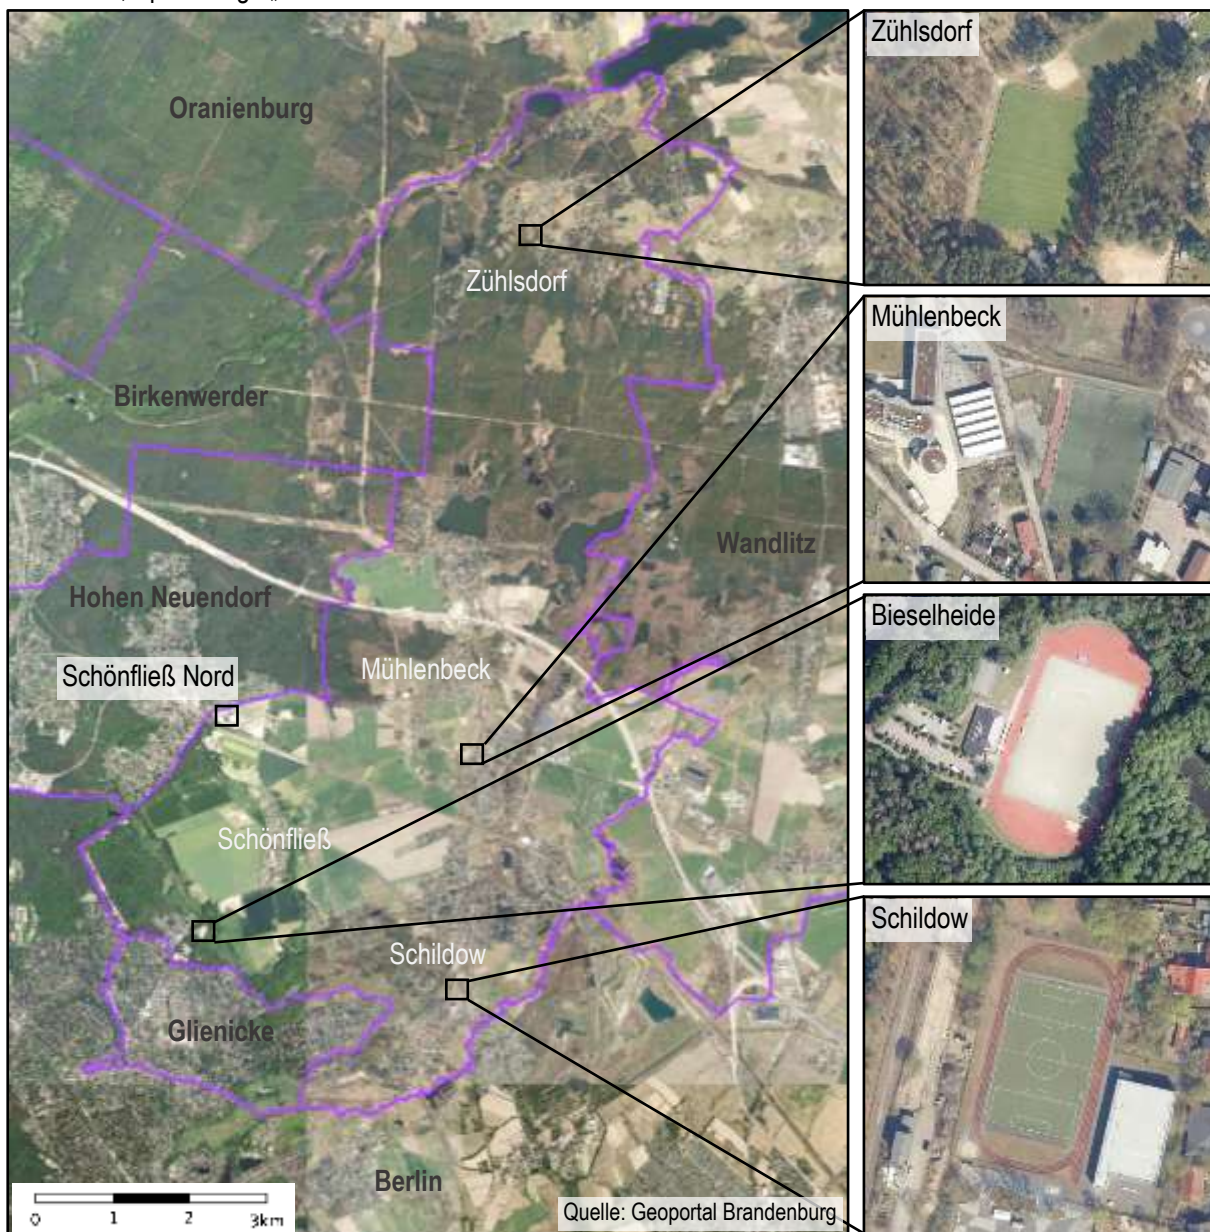 Oranienburg
Zühlsdorf
Birkenwerder
Wandlitz
Hohen Neuendorf
Mühlenbeck
Schönfließ Nord
Schönfließ
Schildow
Glienicke
Berlin
0 1 2 3km
Quelle: Geoportal Brandenburg
Zühlsdorf
Mühlenbeck
Bieselheide
Schildow